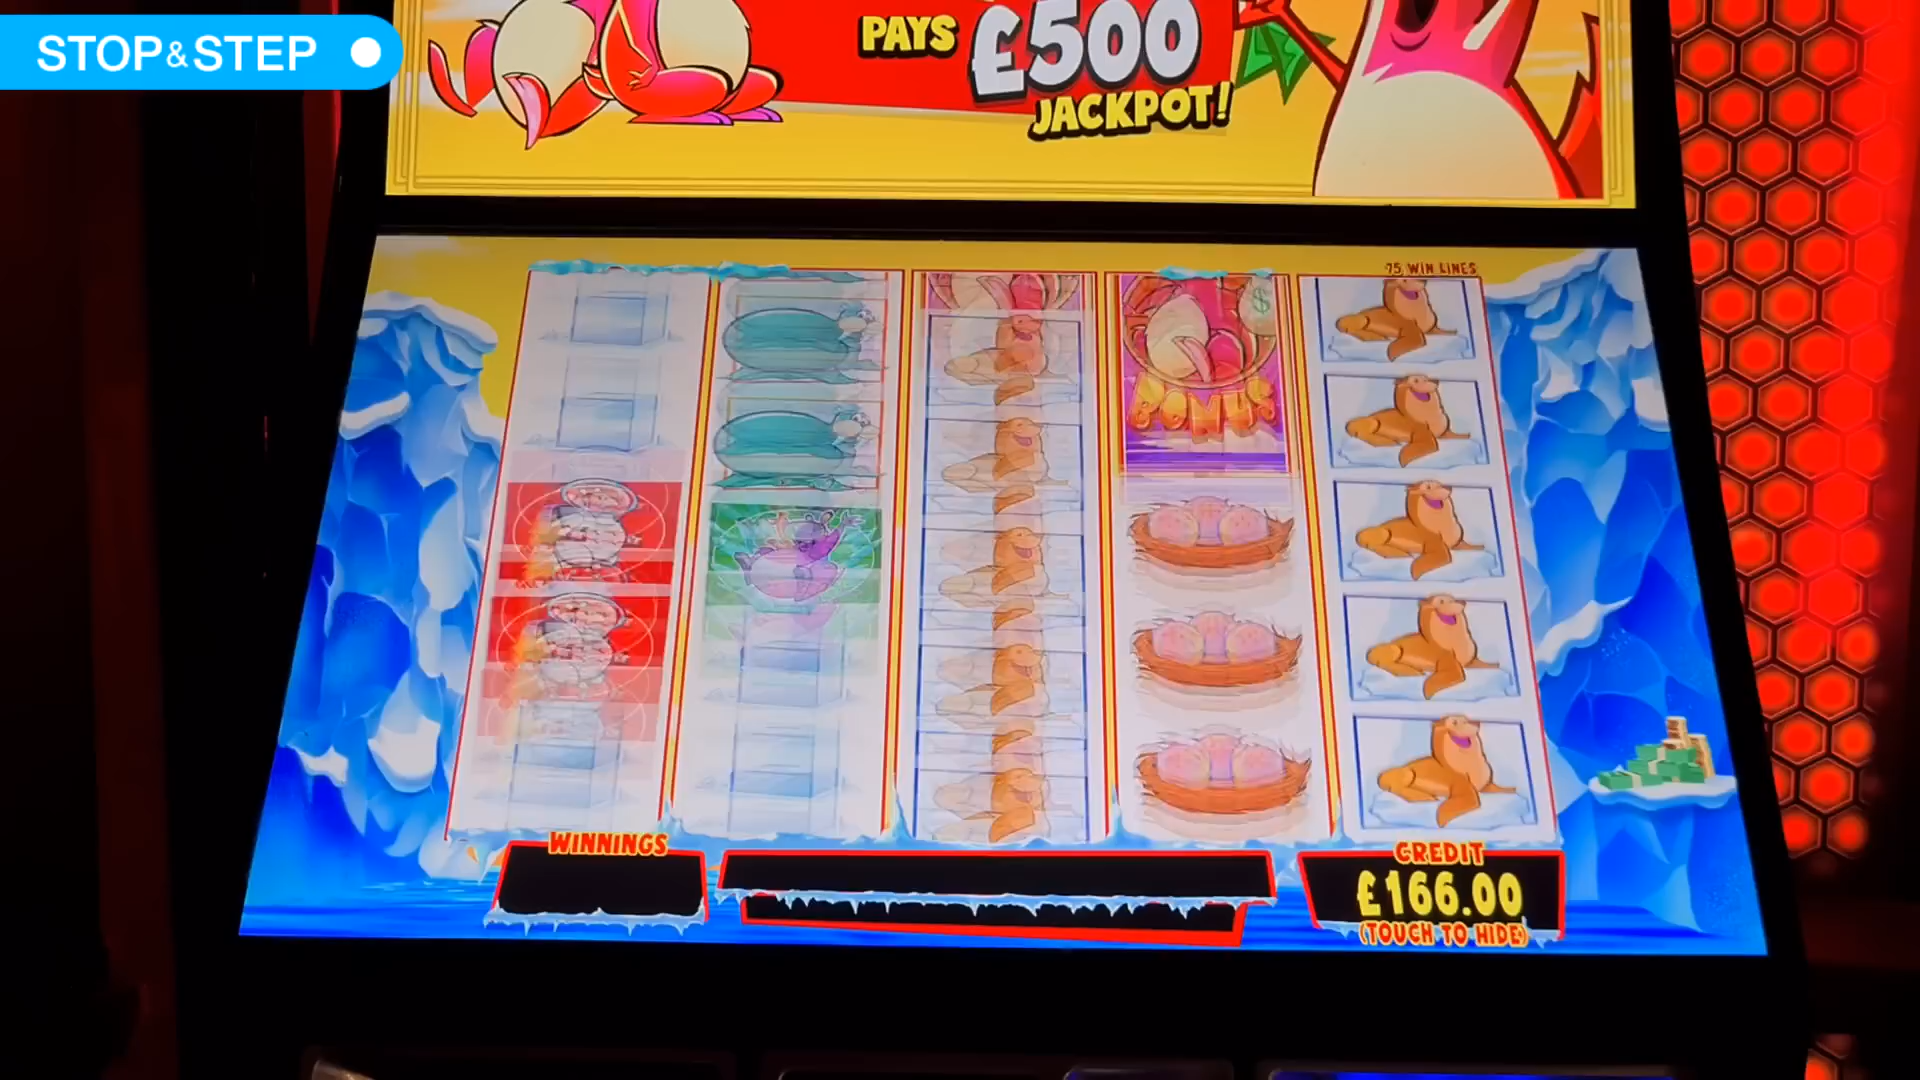 STOP&STEP
PAYS £500
JACKPOT!
75 WIN LINES
BONUS
WINNINGS
CREDIT
£166.00
(TOUCH TO HIDE)